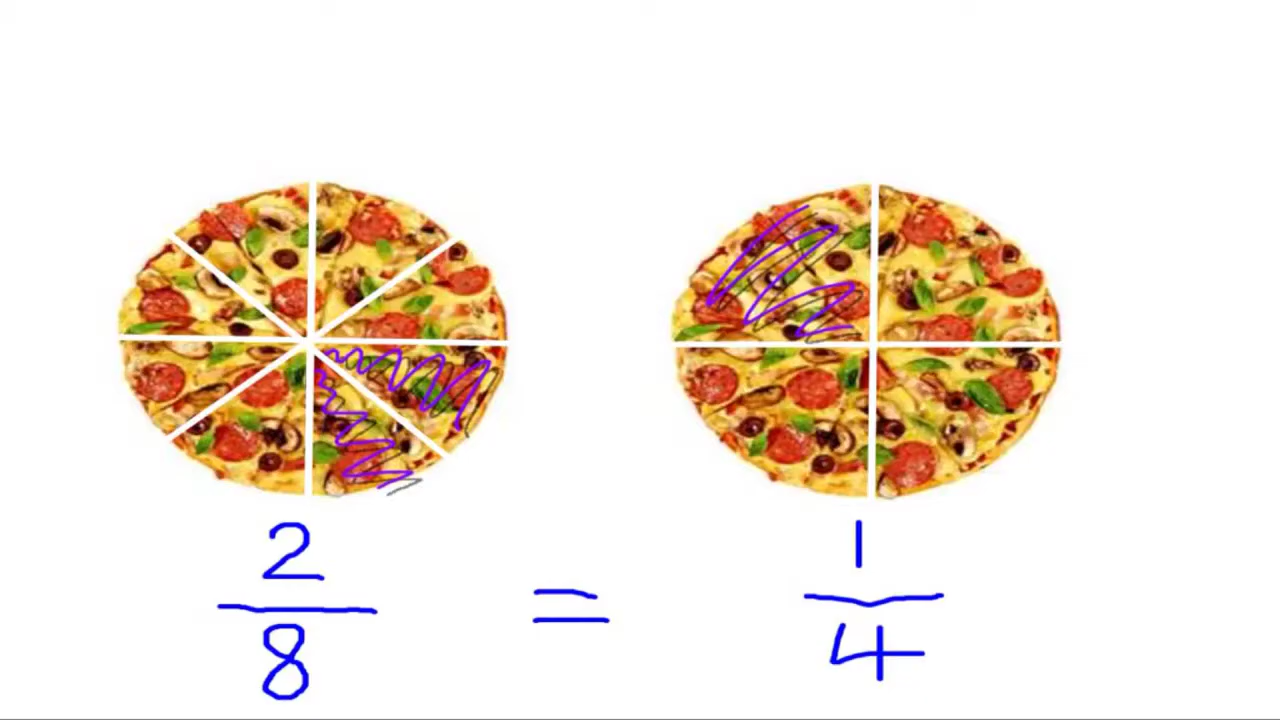 2/8 = 1/4